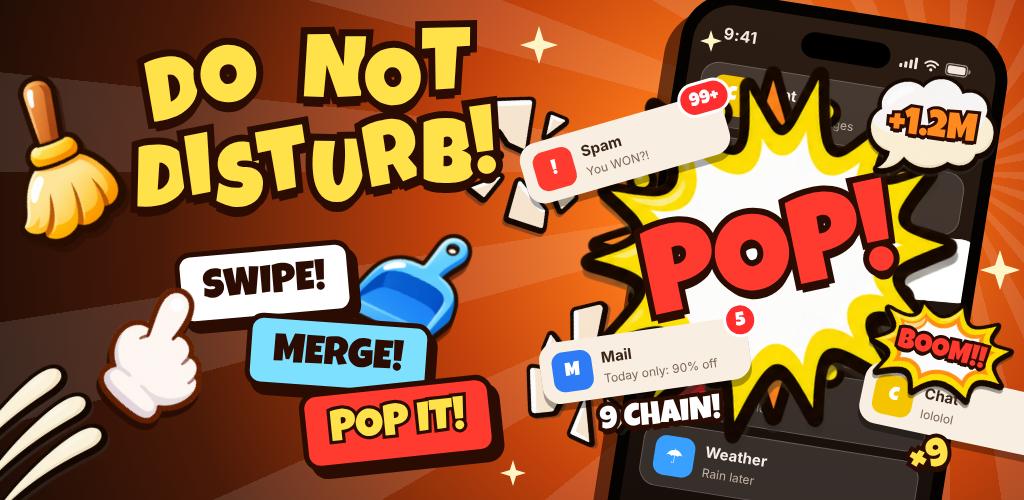 DO NOT
DISTURB!
SWIPE!
MERGE!
POP IT!
9:41
99+
!
Spam
You WON?!
+1.2M
POP!
5
M
Mail
Today only: 90% off
9 CHAIN!
BOOM!!
C
Chat
lololol
+9
Weather
Rain later